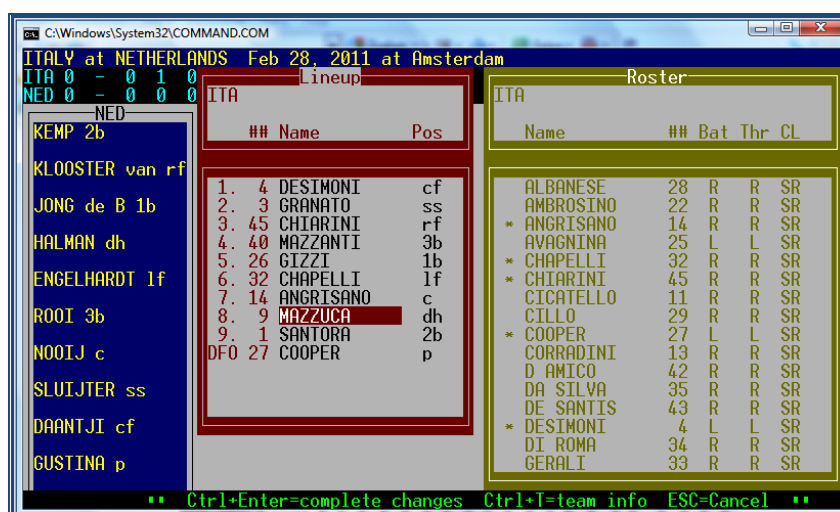 C:\Windows\System32\COMMAND.COM
ITALY at NETHERLANDS Feb 28, 2011 at Amsterdam
ITA 0 - 0 1 0
NED 0 - 0 0 0
NED
KEMP 2b
KLOOSTER van rf
JONG de B 1b
HALMAN dh
ENGELHARDT lf
ROOI 3b
NOOIJ c
SLUIJTER ss
DAANTJI cf
GUSTINA p
Lineup
ITA
## Name Pos
1. 4 DESIMONI cf
2. 3 GRANATO ss
3. 45 CHIARINI rf
4. 40 MAZZANTI 3b
5. 26 GIZZI 1b
6. 32 CHAPELLI lf
7. 14 ANGRISANO c
8. 9 MAZZUCA dh
9. 1 SANTORA 2b
DFO 27 COOPER p
Roster
ITA
Name ## Bat Thr CL
ALBANESE 28 R R SR
AMBROSINO 22 R R SR
* ANGRISANO 14 R R SR
AVAGNINA 25 L L SR
* CHAPELLI 32 R R SR
* CHIARINI 45 R R SR
CICATELLO 11 R R SR
CILLO 29 R R SR
* COOPER 27 L L SR
CORRADINI 13 R R SR
D AMICO 42 R R SR
DA SILVA 35 R R SR
DE SANTIS 43 R R SR
* DESIMONI 4 L L SR
DI ROMA 34 R R SR
GERALI 33 R R SR
Ctrl+Enter=complete changes Ctrl+T=team info ESC=Cancel